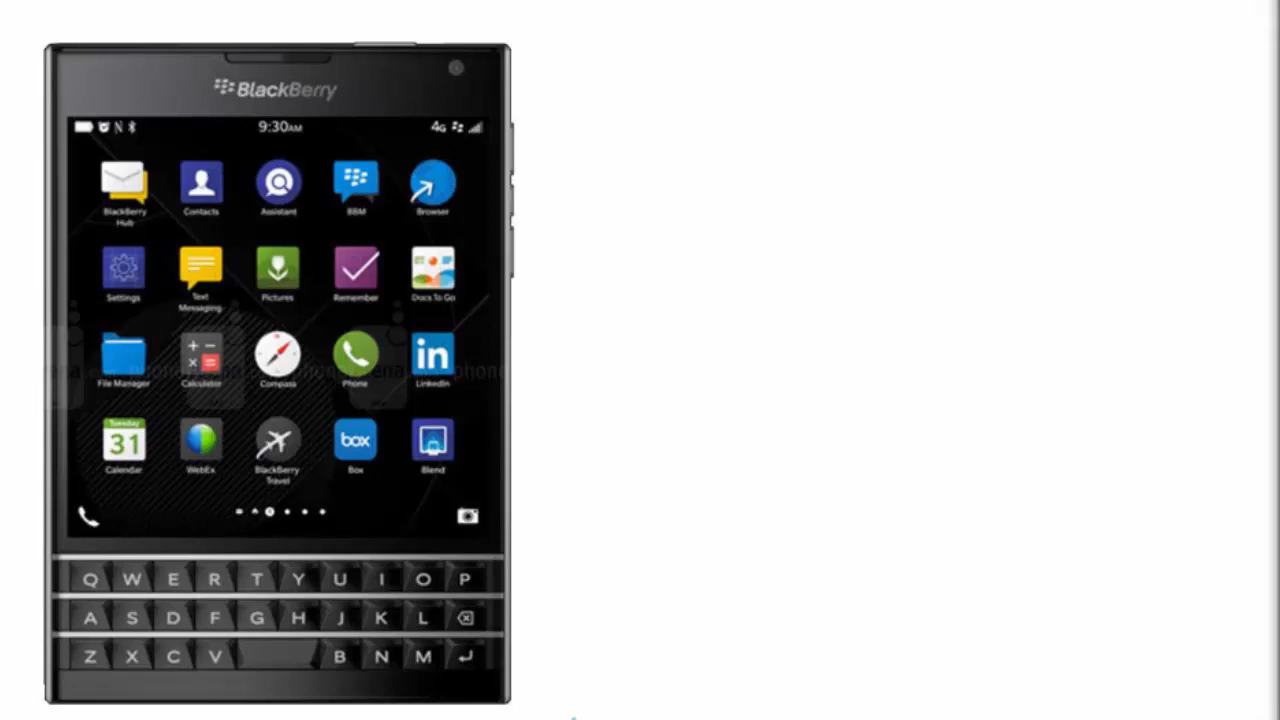 BlackBerry
9:30AM 4G
BlackBerry Hub Contacts Assistant BBM Browser
Settings Text Messaging Pictures Remember Docs To Go
File Manager Calculator Compass Phone LinkedIn
in
Tuesday
31
box
Calendar WebEx BlackBerry Travel Box Blend
Q W E R T Y U I O P
A S D F G H J K L
Z X C V B N M